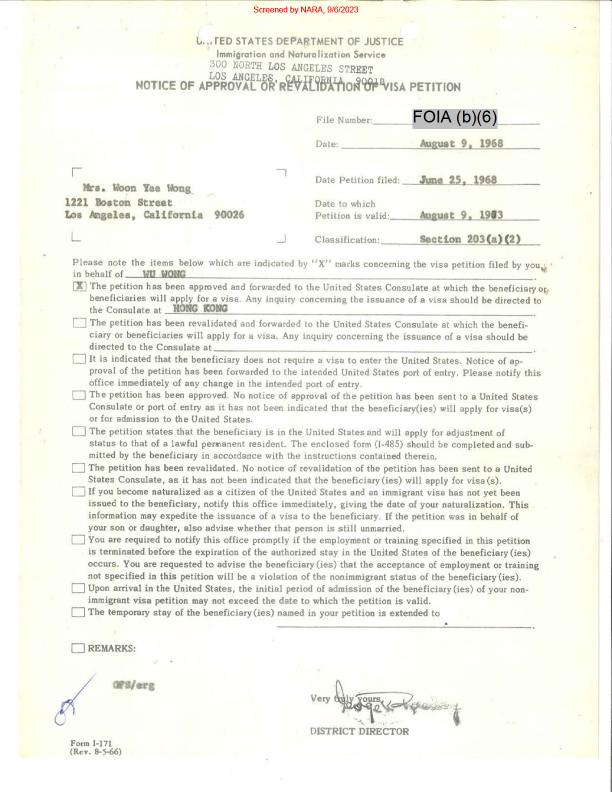 Screened by NARA, 9/6/2023
UNITED STATES DEPARTMENT OF JUSTICE
Immigration and Naturalization Service
300 NORTH LOS ANGELES STREET
LOS ANGELES, CALIFORNIA 90012
NOTICE OF APPROVAL OR REVALIDATION OF VISA PETITION
File Number: FOIA (b)(6)
Date: August 9, 1968
Mrs. Woon Yee Wong
1221 Boston Street
Los Angeles, California 90026
Date Petition filed: June 25, 1968
Date to which
Petition is valid: August 9, 1973
Classification: Section 203(a)(2)
Please note the items below which are indicated by "X" marks concerning the visa petition filed by you
in behalf of WU WONG
X The petition has been approved and forwarded to the United States Consulate at which the beneficiary or
beneficiaries will apply for a visa. Any inquiry concerning the issuance of a visa should be directed to
the Consulate at HONG KONG
The petition has been revalidated and forwarded to the United States Consulate at which the benefi-
ciary or beneficiaries will apply for a visa. Any inquiry concerning the issuance of a visa should be
directed to the Consulate at
It is indicated that the beneficiary does not require a visa to enter the United States. Notice of ap-
proval of the petition has been forwarded to the intended United States port of entry. Please notify this
office immediately of any change in the intended port of entry.
The petition has been approved. No notice of approval of the petition has been sent to a United States
Consulate or port of entry as it has not been indicated that the beneficiary(ies) will apply for visa(s)
or for admission to the United States.
The petition states that the beneficiary is in the United States and will apply for adjustment of
status to that of a lawful permanent resident. The enclosed form (I-485) should be completed and sub-
mitted by the beneficiary in accordance with the instructions contained therein.
The petition has been revalidated. No notice of revalidation of the petition has been sent to a United
States Consulate, as it has not been indicated that the beneficiary(ies) will apply for visa(s).
If you become naturalized as a citizen of the United States and an immigrant visa has not yet been
issued to the beneficiary, notify this office immediately, giving the date of your naturalization. This
information may expedite the issuance of a visa to the beneficiary. If the petition was in behalf of
your son or daughter, also advise whether that person is still unmarried.
You are required to notify this office promptly if the employment or training specified in this petition
is terminated before the expiration of the authorized stay in the United States of the beneficiary(ies)
occurs. You are requested to advise the beneficiary(ies) that the acceptance of employment or training
not specified in this petition will be a violation of the nonimmigrant status of the beneficiary(ies).
Upon arrival in the United States, the initial period of admission of the beneficiary(ies) of your non-
immigrant visa petition may not exceed the date to which the petition is valid.
The temporary stay of the beneficiary(ies) named in your petition is extended to
REMARKS:
GFS/erg
Very truly yours,
DISTRICT DIRECTOR
Form I-171
(Rev. 8-5-66)